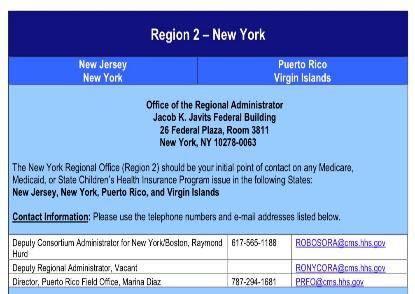 Region 2 – New York
New Jersey
New York
Puerto Rico
Virgin Islands
Office of the Regional Administrator
Jacob K. Javits Federal Building
26 Federal Plaza, Room 3811
New York, NY 10278-0063
The New York Regional Office (Region 2) should be your initial point of contact on any Medicare,
Medicaid, or State Children's Health Insurance Program issue in the following States:
New Jersey, New York, Puerto Rico, and Virgin Islands
Contact Information: Please use the telephone numbers and e-mail addresses listed below.
Deputy Consortium Administrator for New York/Boston, Raymond Hurd 617-565-1188 ROBOSORA@cms.hhs.gov
Deputy Regional Administrator, Vacant RONYCORA@cms.hhs.gov
Director, Puerto Rico Field Office, Marina Diaz 787-294-1681 PRFO@cms.hhs.gov